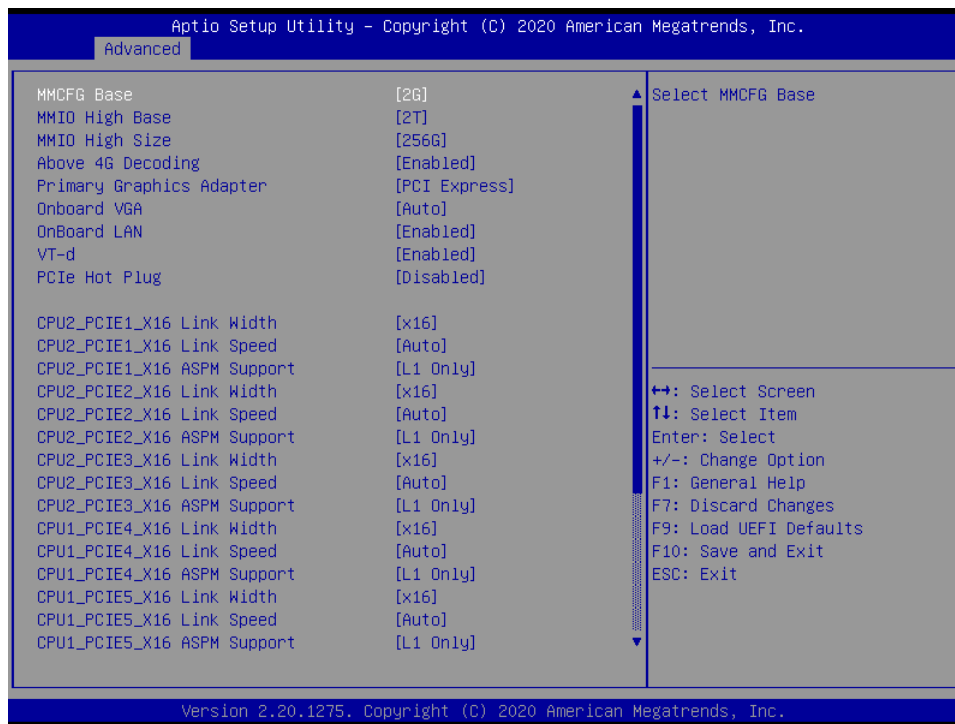 Aptio Setup Utility – Copyright (C) 2020 American Megatrends, Inc.
Advanced
MMCFG Base [2G]
MMIO High Base [2T]
MMIO High Size [256G]
Above 4G Decoding [Enabled]
Primary Graphics Adapter [PCI Express]
Onboard VGA [Auto]
OnBoard LAN [Enabled]
VT-d [Enabled]
PCIe Hot Plug [Disabled]
CPU2_PCIE1_X16 Link Width [x16]
CPU2_PCIE1_X16 Link Speed [Auto]
CPU2_PCIE1_X16 ASPM Support [L1 Only]
CPU2_PCIE2_X16 Link Width [x16]
CPU2_PCIE2_X16 Link Speed [Auto]
CPU2_PCIE2_X16 ASPM Support [L1 Only]
CPU2_PCIE3_X16 Link Width [x16]
CPU2_PCIE3_X16 Link Speed [Auto]
CPU2_PCIE3_X16 ASPM Support [L1 Only]
CPU1_PCIE4_X16 Link Width [x16]
CPU1_PCIE4_X16 Link Speed [Auto]
CPU1_PCIE4_X16 ASPM Support [L1 Only]
CPU1_PCIE5_X16 Link Width [x16]
CPU1_PCIE5_X16 Link Speed [Auto]
CPU1_PCIE5_X16 ASPM Support [L1 Only]
Select MMCFG Base
↔: Select Screen
↑↓: Select Item
Enter: Select
+/-: Change Option
F1: General Help
F7: Discard Changes
F9: Load UEFI Defaults
F10: Save and Exit
ESC: Exit
Version 2.20.1275. Copyright (C) 2020 American Megatrends, Inc.